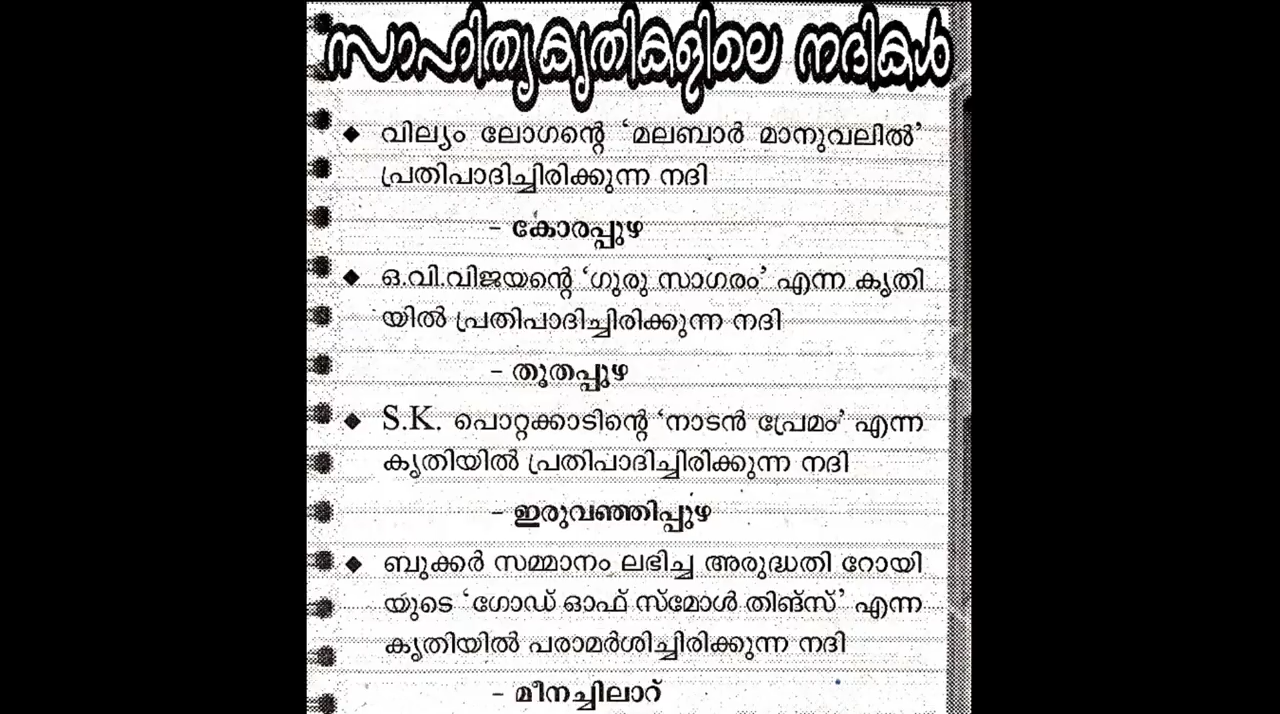 സാഹിത്യകൃതികളിലെ നദികൾ
◆ വില്യം ലോഗന്റെ ‘മലബാർ മാനുവലിൽ’
പ്രതിപാദിച്ചിരിക്കുന്ന നദി
- കോരപ്പുഴ
◆ ഒ.വി.വിജയന്റെ ‘ഗുരു സാഗരം’ എന്ന കൃതി
യിൽ പ്രതിപാദിച്ചിരിക്കുന്ന നദി
- തൂതപ്പുഴ
◆ S.K. പൊറ്റക്കാടിന്റെ ‘നാടൻ പ്രേമം’ എന്ന
കൃതിയിൽ പ്രതിപാദിച്ചിരിക്കുന്ന നദി
- ഇരുവഞ്ഞിപ്പുഴ
◆ ബുക്കർ സമ്മാനം ലഭിച്ച അരുദ്ധതി റോയി
യുടെ ‘ഗോഡ് ഓഫ് സ്മോൾ തിങ്സ്’ എന്ന
കൃതിയിൽ പരാമർശിച്ചിരിക്കുന്ന നദി
- മീനച്ചിലാറ്